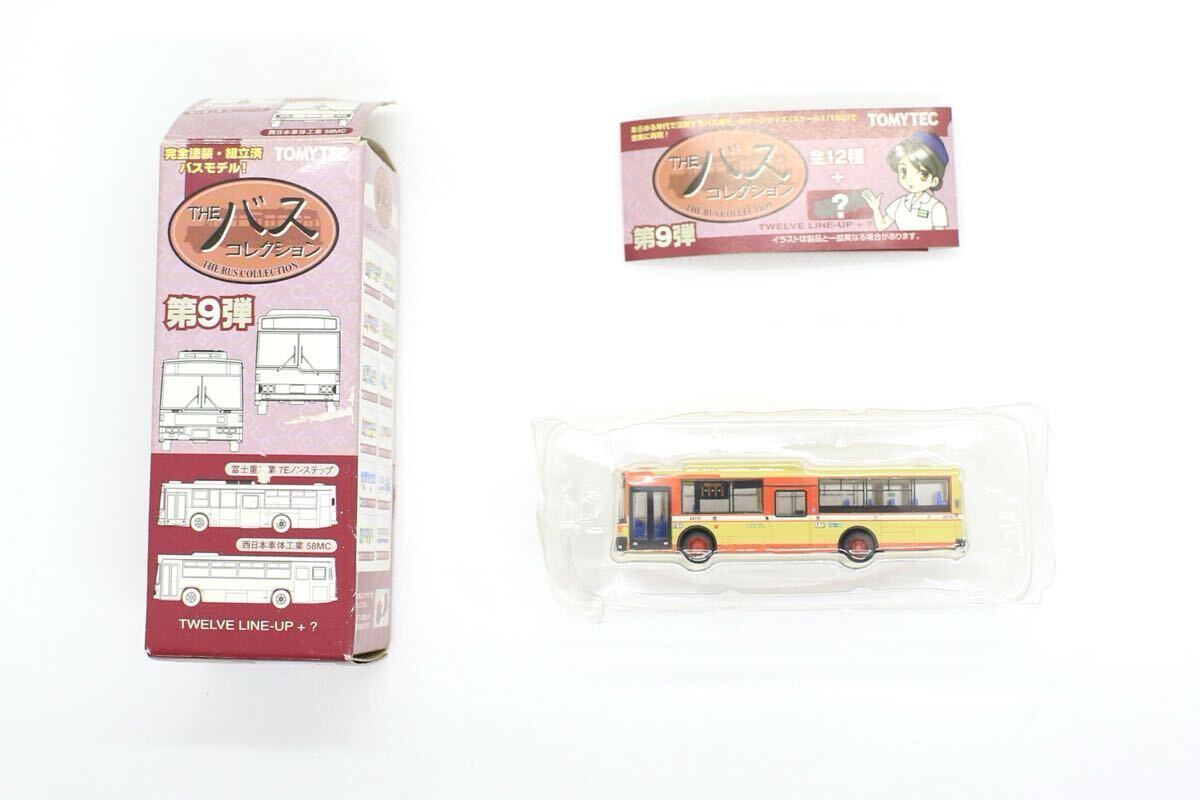 西日本車体工業 58MC
完全塗装・組立済
バスモデル!
TOMYTEC
THE バス
コレクション
THE BUS COLLECTION
第9弾
富士重工業 7Eノンステップ
西日本車体工業 58MC
TWELVE LINE-UP + ?
TOMYTEC
THE バス
コレクション
THE BUS COLLECTION
全12種
+
?
TWELVE LINE-UP + ?
第9弾
イラストは製品と一部異なる場合があります。